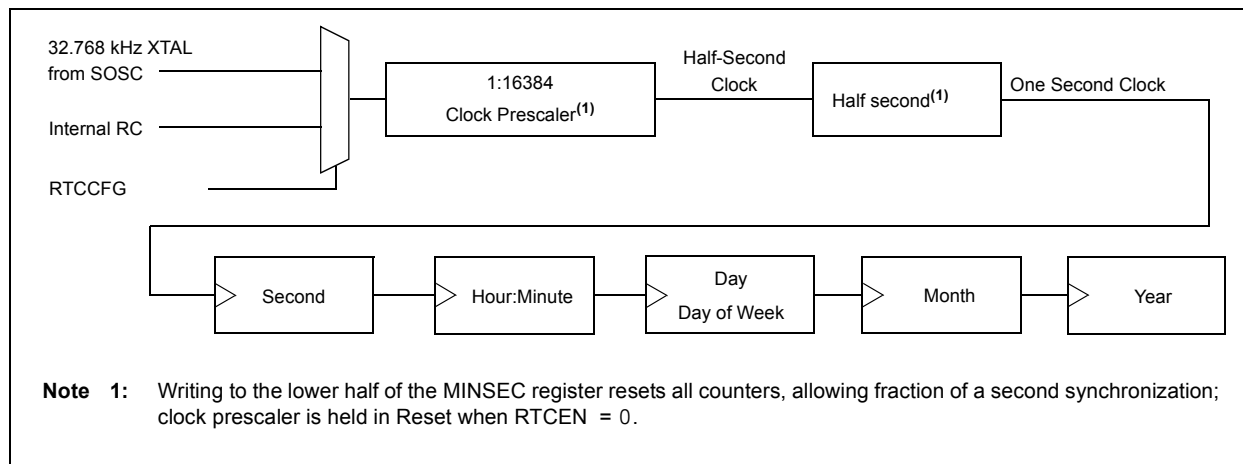 32.768 kHz XTAL
from SOSC
Internal RC
RTCCFG
1:16384
Clock Prescaler(1)
Half-Second
Clock
Half second(1)
One Second Clock
Second
Hour:Minute
Day
Day of Week
Month
Year
Note 1: Writing to the lower half of the MINSEC register resets all counters, allowing fraction of a second synchronization;
clock prescaler is held in Reset when RTCEN = 0.